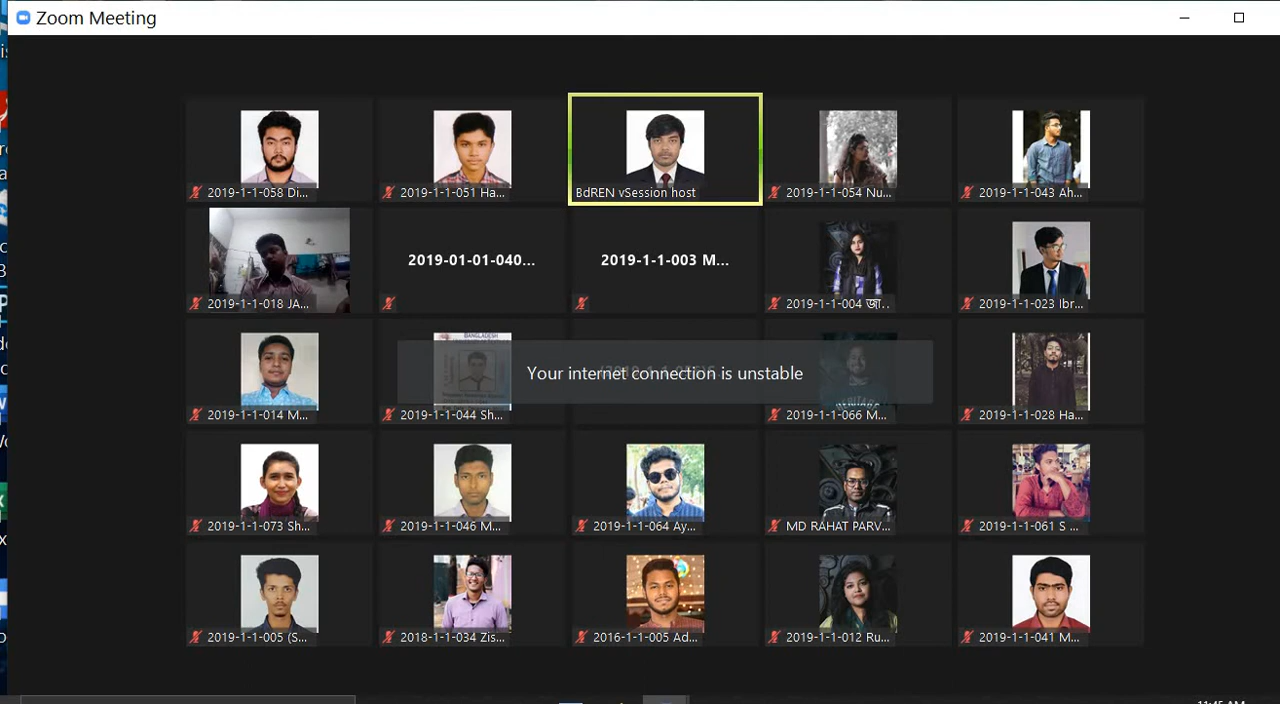 Zoom Meeting
2019-1-1-058 Di...
2019-1-1-051 Ha...
BdREN vSession host
2019-1-1-054 Nu...
2019-1-1-043 Ah...
2019-1-1-018 JA...
2019-01-01-040...
2019-1-1-003 M...
2019-1-1-004 জা...
2019-1-1-023 Ibr...
BANGLADESH
Your internet connection is unstable
2019-1-1-014 M...
2019-1-1-044 Sh...
2019-1-1-066 M...
2019-1-1-028 Ha...
2019-1-1-073 Sh...
2019-1-1-046 M...
2019-1-1-064 Ay...
MD RAHAT PARV...
2019-1-1-061 S ...
2019-1-1-005 (S...
2018-1-1-034 Zis...
2016-1-1-005 Ad...
2019-1-1-012 Ru...
2019-1-1-041 M...
11:45 AM